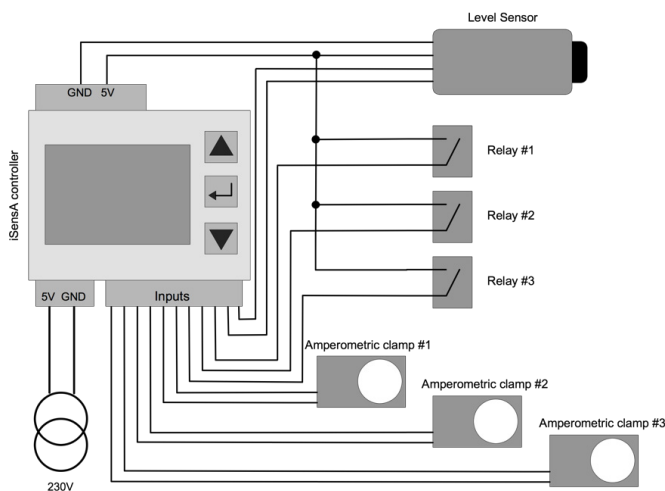 Level Sensor
GND 5V
iSensA controller
Relay #1
Relay #2
Relay #3
5V GND
Inputs
Amperometric clamp #1
Amperometric clamp #2
Amperometric clamp #3
230V